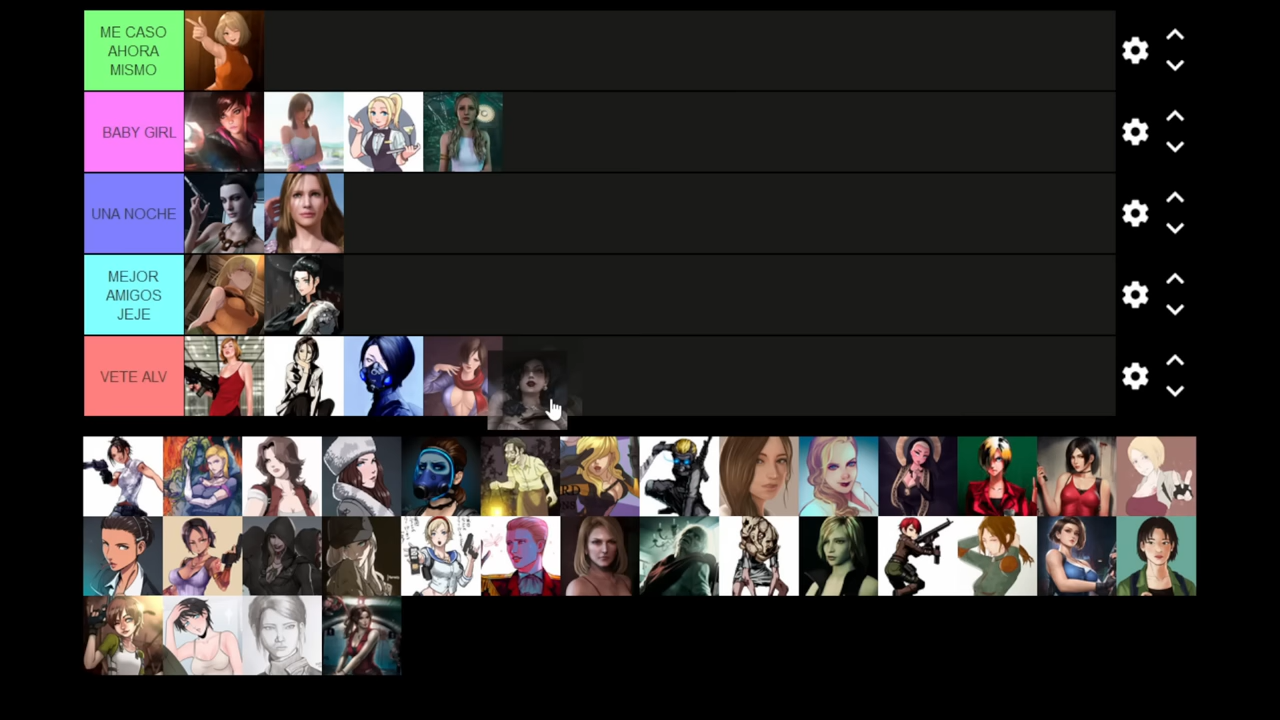 ME CASO
AHORA
MISMO
BABY GIRL
UNA NOCHE
MEJOR
AMIGOS
JEJE
VETE ALV